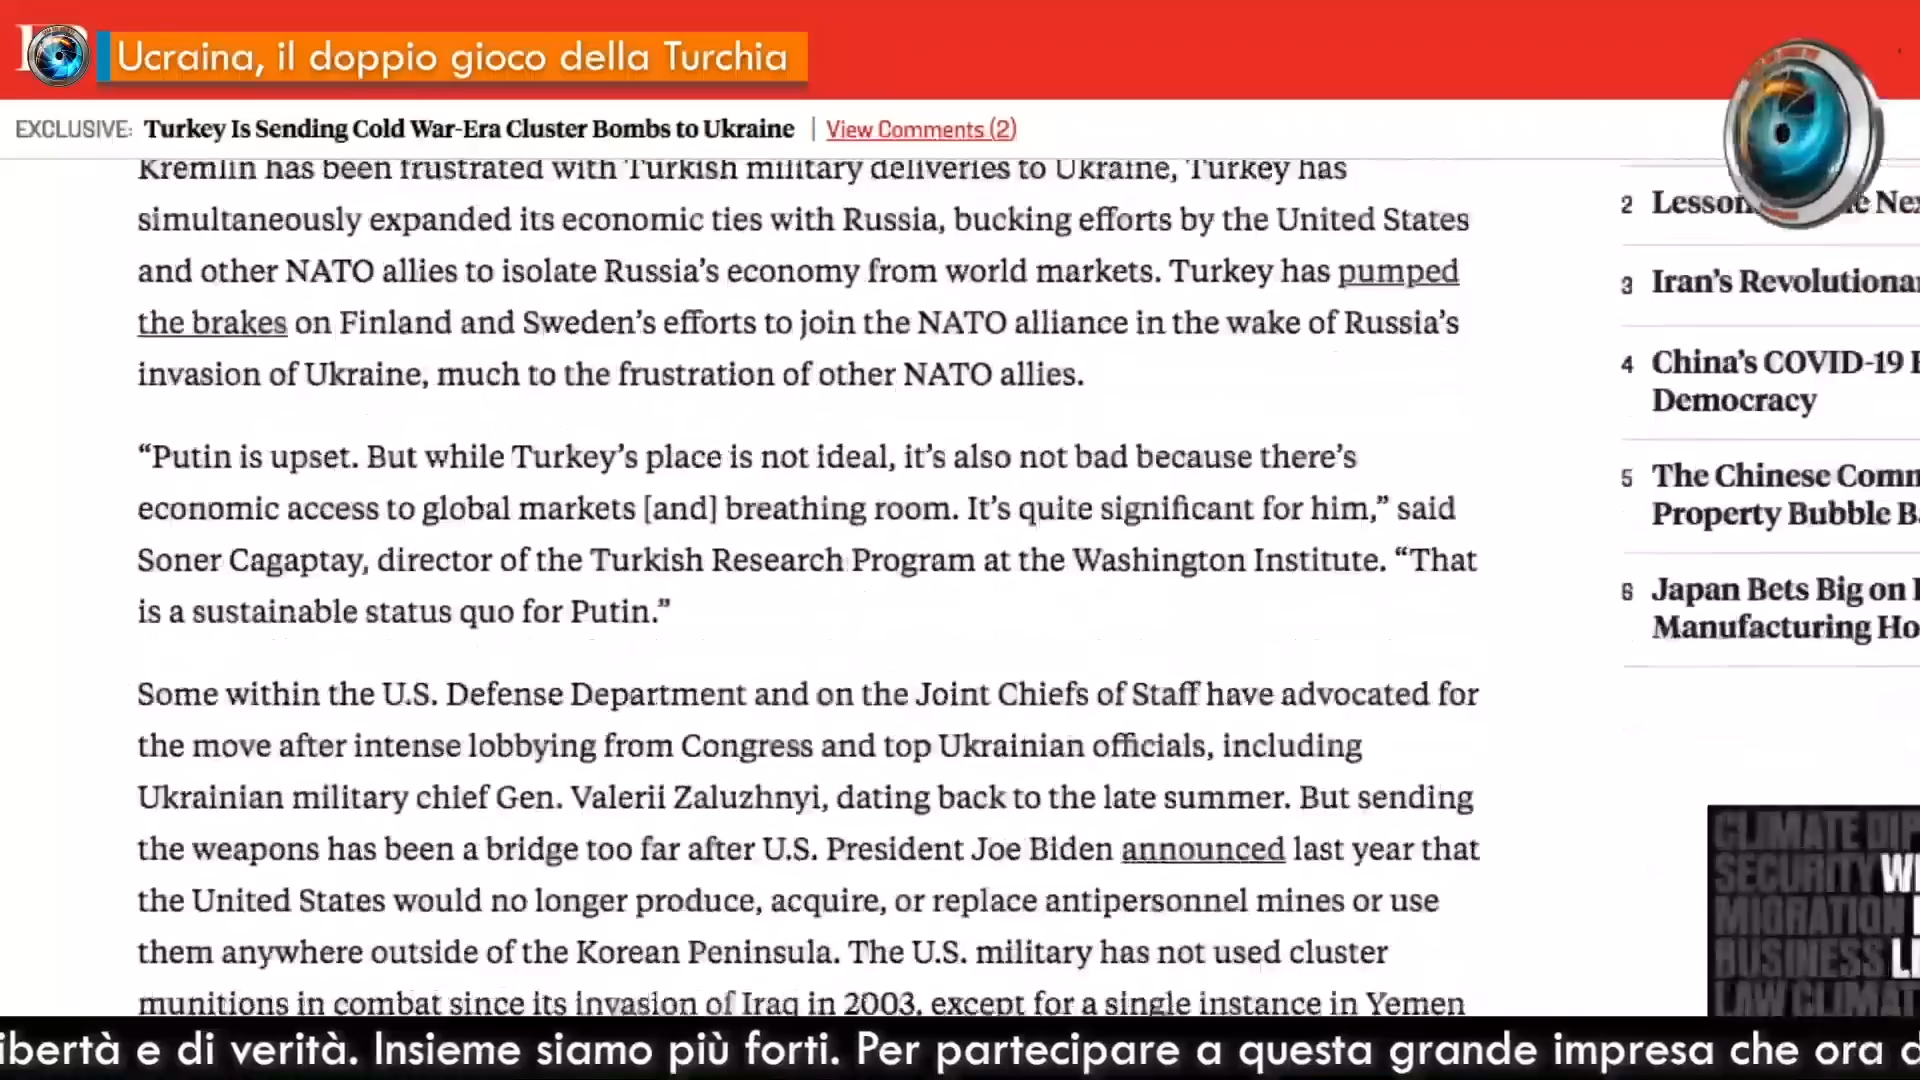 Ucraina, il doppio gioco della Turchia
EXCLUSIVE: Turkey Is Sending Cold War-Era Cluster Bombs to Ukraine | View Comments (2)
Kremlin has been frustrated with Turkish military deliveries to Ukraine, Turkey has
simultaneously expanded its economic ties with Russia, bucking efforts by the United States
and other NATO allies to isolate Russia’s economy from world markets. Turkey has pumped
the brakes on Finland and Sweden’s efforts to join the NATO alliance in the wake of Russia’s
invasion of Ukraine, much to the frustration of other NATO allies.
“Putin is upset. But while Turkey’s place is not ideal, it’s also not bad because there’s
economic access to global markets [and] breathing room. It’s quite significant for him,” said
Soner Cagaptay, director of the Turkish Research Program at the Washington Institute. “That
is a sustainable status quo for Putin.”
Some within the U.S. Defense Department and on the Joint Chiefs of Staff have advocated for
the move after intense lobbying from Congress and top Ukrainian officials, including
Ukrainian military chief Gen. Valerii Zaluzhnyi, dating back to the late summer. But sending
the weapons has been a bridge too far after U.S. President Joe Biden announced last year that
the United States would no longer produce, acquire, or replace antipersonnel mines or use
them anywhere outside of the Korean Peninsula. The U.S. military has not used cluster
munitions in combat since its invasion of Iraq in 2003, except for a single instance in Yemen
2 Lesson
3 Iran’s Revolutiona
4 China’s COVID-19
Democracy
5 The Chinese Comm
Property Bubble B
6 Japan Bets Big on
Manufacturing Ho
CLIMATE DIP
SECURITY W
MIGRATION
BUSINESS L
LAW CLIMAT
ibertà e di verità. Insieme siamo più forti. Per partecipare a questa grande impresa che ora d